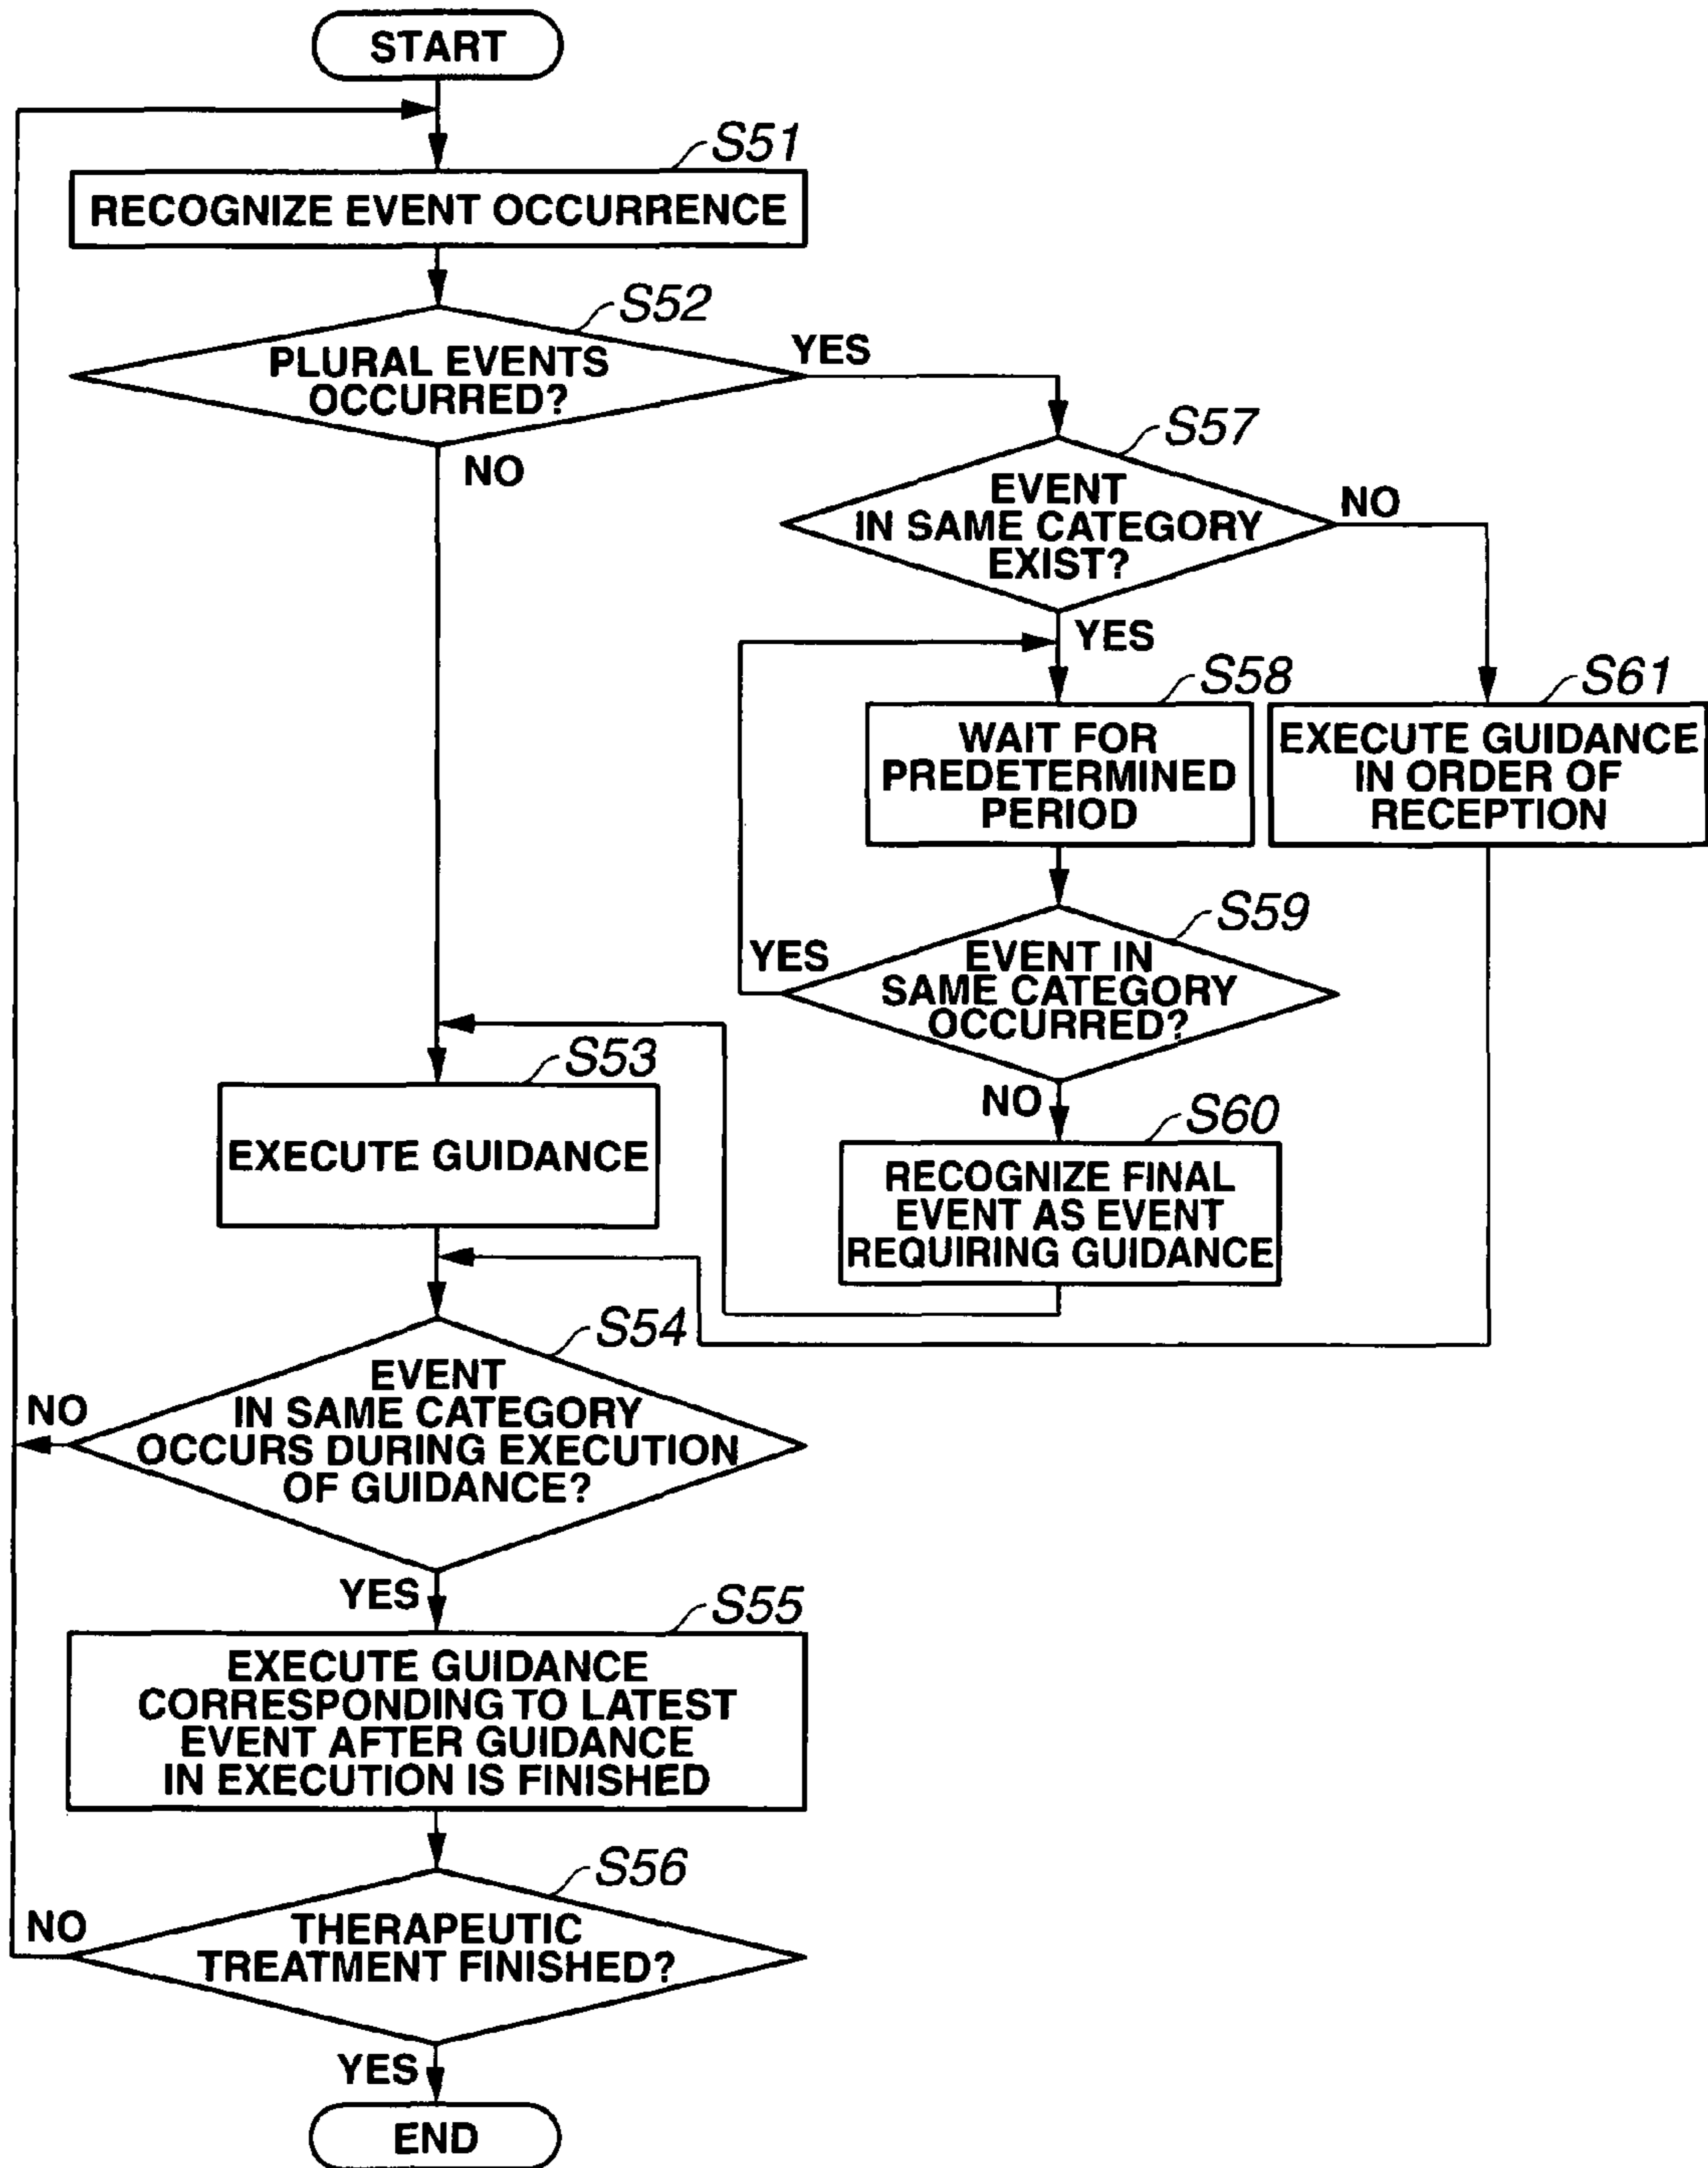 START
S51
RECOGNIZE EVENT OCCURRENCE
S52
PLURAL EVENTS
OCCURRED?
YES
NO
S57
EVENT
IN SAME CATEGORY
EXIST?
NO
YES
S58
WAIT FOR
PREDETERMINED
PERIOD
S61
EXECUTE GUIDANCE
IN ORDER OF
RECEPTION
S59
EVENT IN
SAME CATEGORY
OCCURRED?
YES
NO
S60
RECOGNIZE FINAL
EVENT AS EVENT
REQUIRING GUIDANCE
S53
EXECUTE GUIDANCE
S54
EVENT
IN SAME CATEGORY
OCCURS DURING EXECUTION
OF GUIDANCE?
NO
YES
S55
EXECUTE GUIDANCE
CORRESPONDING TO LATEST
EVENT AFTER GUIDANCE
IN EXECUTION IS FINISHED
S56
THERAPEUTIC
TREATMENT FINISHED?
NO
YES
END